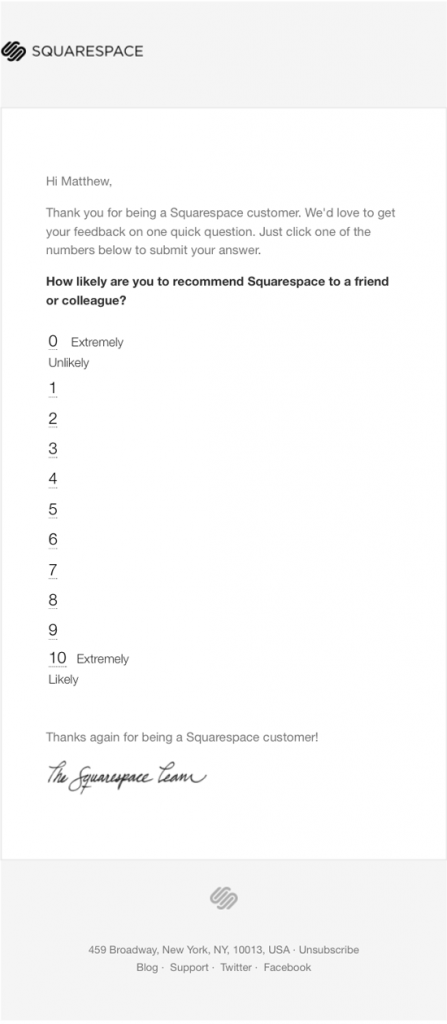 SQUARESPACE
Hi Matthew,
Thank you for being a Squarespace customer. We'd love to get
your feedback on one quick question. Just click one of the
numbers below to submit your answer.
How likely are you to recommend Squarespace to a friend
or colleague?
0 Extremely
Unlikely
1
2
3
4
5
6
7
8
9
10 Extremely
Likely
Thanks again for being a Squarespace customer!
The Squarespace Team
459 Broadway, New York, NY, 10013, USA · Unsubscribe
Blog · Support · Twitter · Facebook